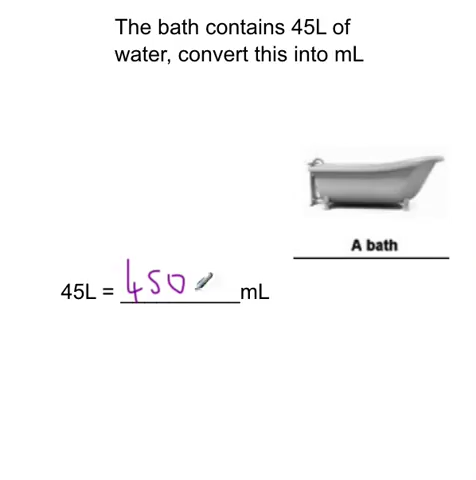 The bath contains 45L of
water, convert this into mL
A bath
45L = 450 mL